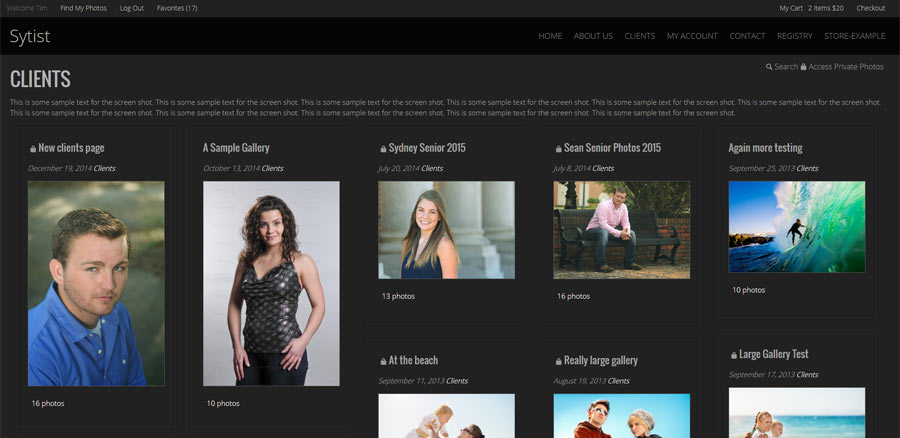 Welcome Tim Find My Photos Log Out Favorites (17) My Cart 2 Items $20 Checkout
Sytist HOME ABOUT US CLIENTS MY ACCOUNT CONTACT REGISTRY STORE-EXAMPLE
Search Access Private Photos
CLIENTS
This is some sample text for the screen shot. This is some sample text for the screen shot. This is some sample text for the screen shot. This is some sample text for the screen shot. This is some sample text for the screen shot. This is some sample text for the screen shot.
This is some sample text for the screen shot. This is some sample text for the screen shot. This is some sample text for the screen shot. This is some sample text for the screen shot. This is some sample text for the screen shot.
New clients page
December 19, 2014 Clients
16 photos
A Sample Gallery
October 13, 2014 Clients
10 photos
Sydney Senior 2015
July 20, 2014 Clients
13 photos
Sean Senior Photos 2015
July 8, 2014 Clients
16 photos
Again more testing
September 25, 2013 Clients
10 photos
At the beach
September 11, 2013 Clients
Really large gallery
August 19, 2013 Clients
Large Gallery Test
September 17, 2013 Clients